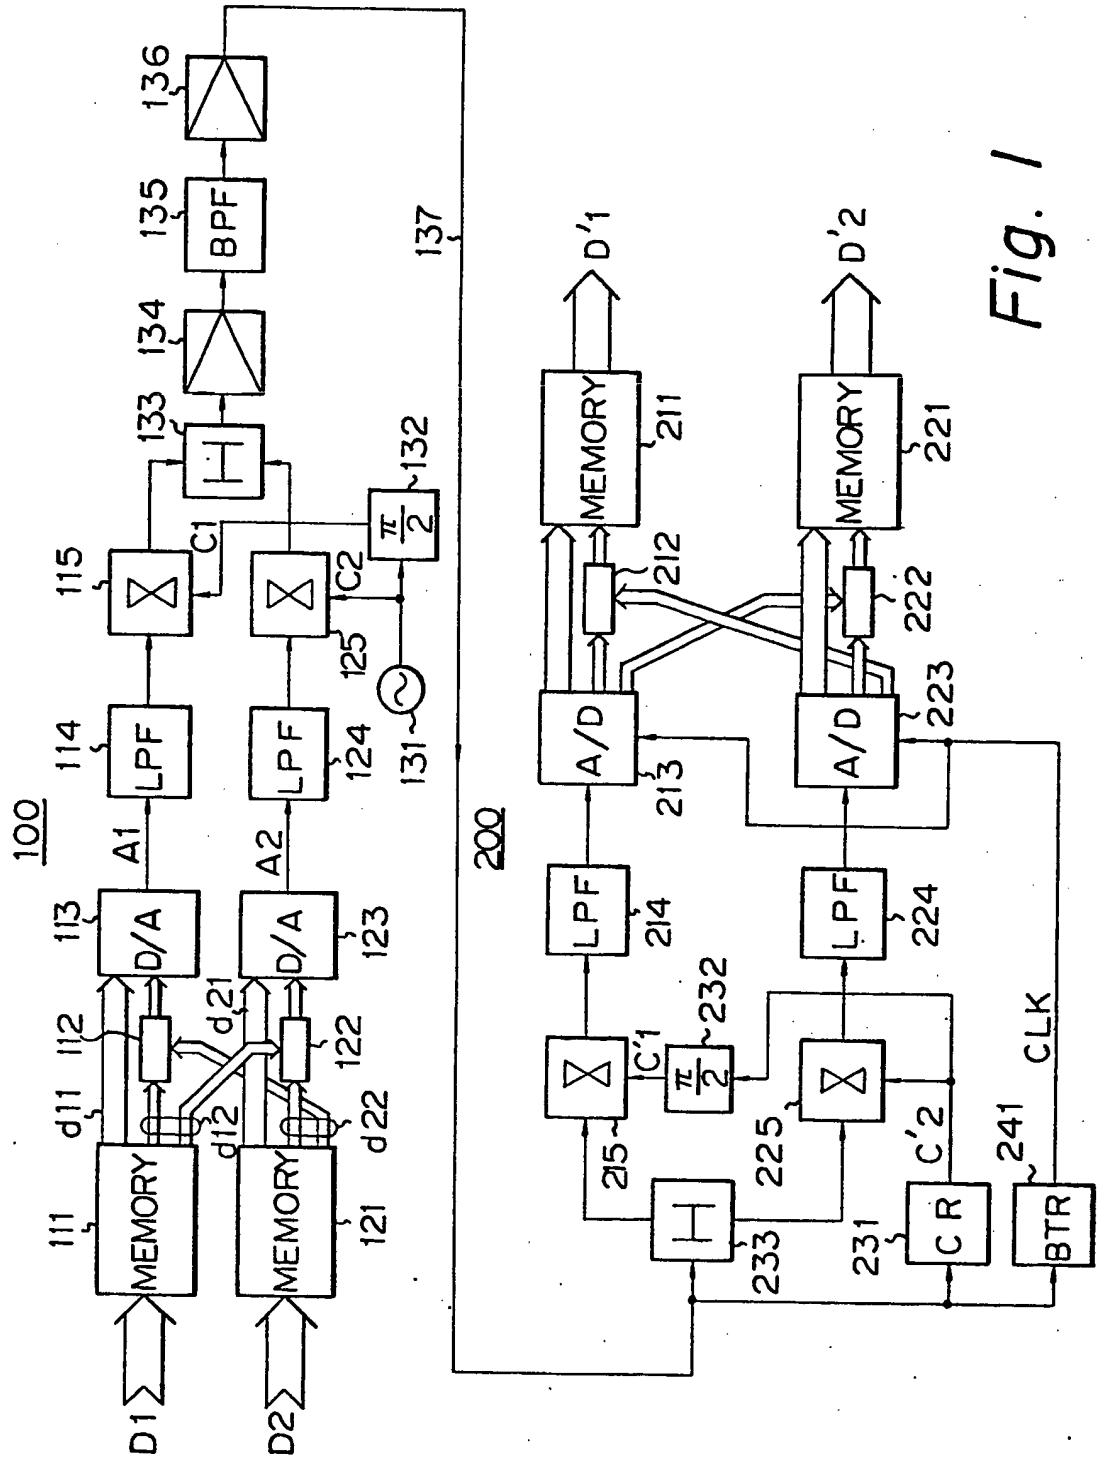 100
D1
MEMORY
111
d11
d12
112
D/A
113
A1
LPF
114
115
C1
H
133
134
BPF
135
136
D2
MEMORY
121
d21
d22
122
D/A
123
A2
LPF
124
125
C2
131
π/2
132
137
200
H
233
215
C'1
π/2
232
LPF
214
A/D
213
212
MEMORY
211
D'1
225
LPF
224
A/D
223
222
MEMORY
221
D'2
CR
231
C'2
BTR
241
CLK
Fig. 1